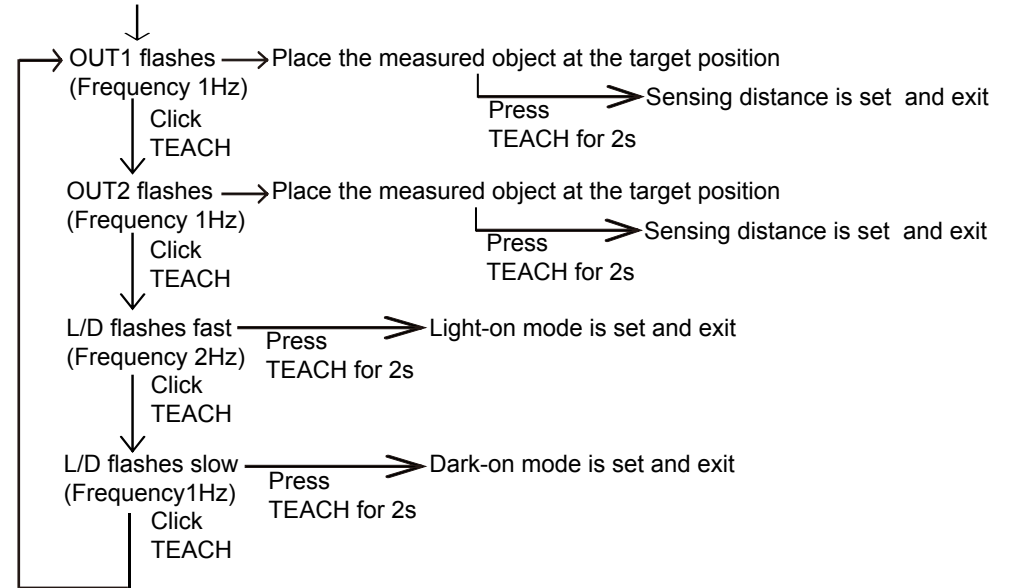 OUT1 flashes Place the measured object at the target position
(Frequency 1Hz)
Press Sensing distance is set and exit
TEACH for 2s
Click
TEACH
OUT2 flashes Place the measured object at the target position
(Frequency 1Hz)
Press Sensing distance is set and exit
TEACH for 2s
Click
TEACH
L/D flashes fast Light-on mode is set and exit
(Frequency 2Hz)
Press
TEACH for 2s
Click
TEACH
L/D flashes slow Dark-on mode is set and exit
(Frequency1Hz)
Press
TEACH for 2s
Click
TEACH